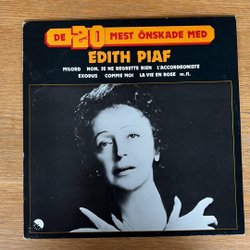 DE 20 MEST ÖNSKADE MED
EDITH PIAF
MILORD NON, JE NE REGRETTE RIEN L'ACCORDEONISTE
EXODUS COMME MOI LA VIE EN ROSE m.fl.